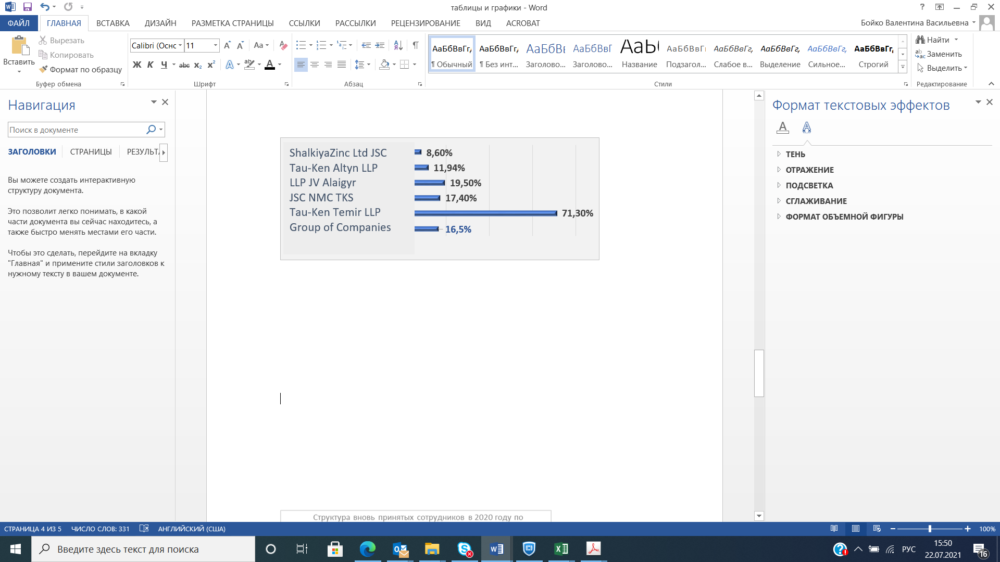 таблицы и графики - Word
ФАЙЛ ГЛАВНАЯ ВСТАВКА ДИЗАЙН РАЗМЕТКА СТРАНИЦЫ ССЫЛКИ РАССЫЛКИ РЕЦЕНЗИРОВАНИЕ ВИД ACROBAT Бойко Валентина Васильевна
Вставить
Вырезать
Копировать
Формат по образцу
Буфер обмена
Calibri (Оснс 11
Ж К Ч abc x₂ x²
Шрифт
Абзац
АаБбВвГг, АаБбВвГг, АаБбВв АаБбВвГ АаБ АаБбВвГг АаБбВвГг, АаБбВвГг, АаБбВвГг, АаБбВвГг,
¶ Обычный ¶ Без инт... Заголово... Заголово... Название Подзагол... Слабое в... Выделение Сильное... Строгий
Стили
Найти
Заменить
Выделить
Редактирование
Навигация
Поиск в документе
ЗАГОЛОВКИ СТРАНИЦЫ РЕЗУЛЬТА
Вы можете создать интерактивную
структуру документа.
Это позволит легко понимать, в какой
части документа вы сейчас находитесь, а
также быстро менять местами его части.
Чтобы это сделать, перейдите на вкладку
"Главная" и примените стили заголовков к
нужному тексту в вашем документе.
ShalkiyaZinc Ltd JSC 8,60%
Tau-Ken Altyn LLP 11,94%
LLP JV Alaigyr 19,50%
JSC NMC TKS 17,40%
Tau-Ken Temir LLP 71,30%
Group of Companies 16,5%
Структура вновь принятых сотрудников в 2020 году по
Формат текстовых эффектов
ТЕНЬ
ОТРАЖЕНИЕ
ПОДСВЕТКА
СГЛАЖИВАНИЕ
ФОРМАТ ОБЪЕМНОЙ ФИГУРЫ
СТРАНИЦА 4 ИЗ 5 ЧИСЛО СЛОВ: 331 АНГЛИЙСКИЙ (США) 100%
Введите здесь текст для поиска
РУС
15:50
22.07.2021
16